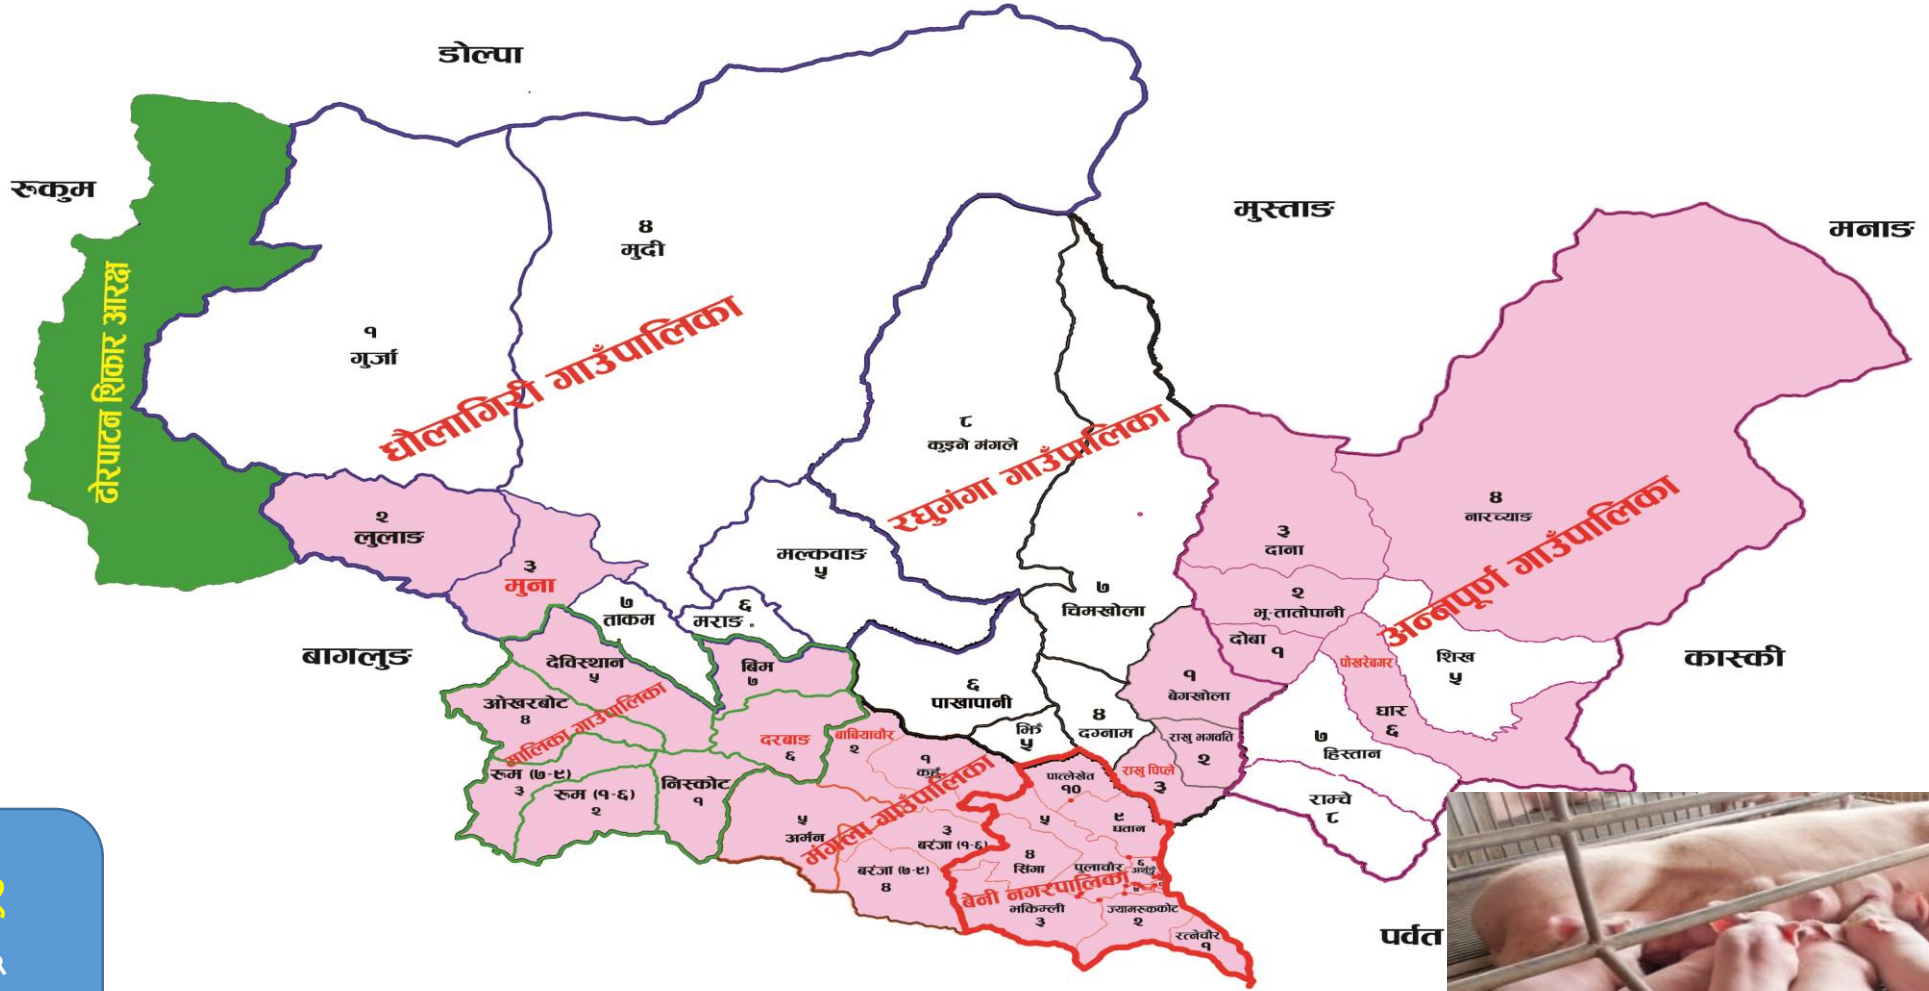 डोल्पा
रूकुम
मुस्ताङ
मनाङ
४
मुदी
ढोरपाटन शिकार आरक्ष
१
गुर्जा
धौलागिरी गाउँपालिका
८
कुइने मंगले
रघुगंगा गाउँपालिका
४
नारच्याङ
२
लुलाङ
३
मुना
मल्कवाङ
५
३
दाना
अन्नपूर्ण गाउँपालिका
७
ताकम
६
मराङ
७
चिमखोला
२
भू-तातोपानी
दोबा
१
बागलुङ
देविस्थान
५
बिम
७
पोखरेबगर
शिख
५
कास्की
६
पाखापानी
१
बेगखोला
ओखरबोट
४
मालिका गाउँपालिका
घार
६
झिँ
५
४
दग्नाम
दरबाङ
६
बाबियाचौर
२
राखु भगवति
२
७
हिस्तान
१
रूम (७-९)
३
रूम (१-६)
२
निस्कोट
१
मंगला गाउँपालिका
पात्लेखेत
१०
राखु पिप्ले
३
राम्चे
८
५
अर्मन
३
बरंजा (१-६)
५
९
घतान
बरंजा (७-९)
४
४
सिंगा
पुलाचौर
६
बेनी नगरपालिका
भकिम्ली
३
ज्यामरूककोट
२
रत्नेचौर
१
पर्वत